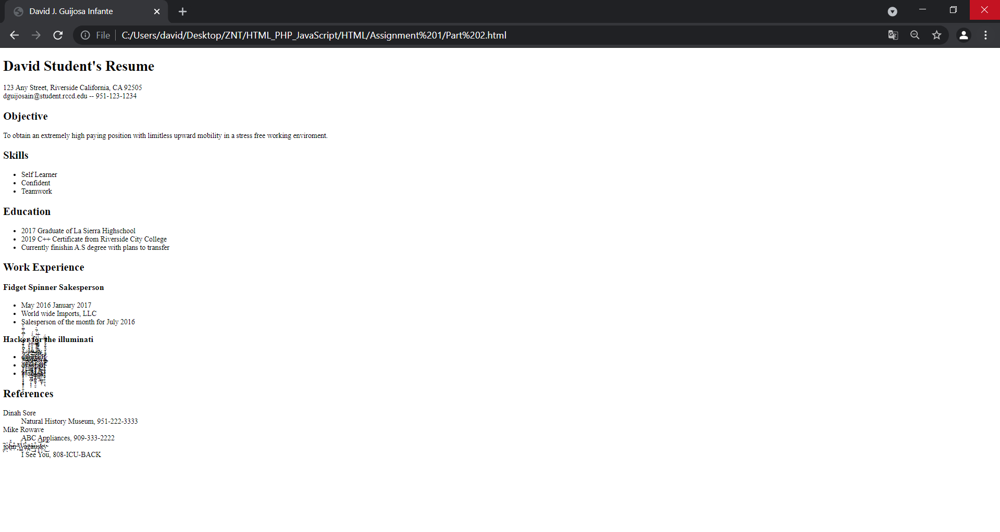 David J. Guijosa Infante
File
C:/Users/david/Desktop/ZNT/HTML_PHP_JavaScript/HTML/Assignment%201/Part%202.html
David Student's Resume
123 Any Street, Riverside California, CA 92505
dguijosain@student.rccd.edu -- 951-123-1234
Objective
To obtain an extremely high paying position with limitless upward mobility in a stress free working enviroment.
Skills
• Self Learner
• Confident
• Teamwork
Education
• 2017 Graduate of La Sierra Highschool
• 2019 C++ Certificate from Riverside City College
• Currently finishin A.S degree with plans to transfer
Work Experience
Fidget Spinner Sakesperson
• May 2016 January 2017
• World wide Imports, LLC
• Salesperson of the month for July 2016
Hacker for the illuminati
References
Dinah Sore
Natural History Museum, 951-222-3333
Mike Rowave
ABC Appliances, 909-333-2222
I See You, 808-ICU-BACK